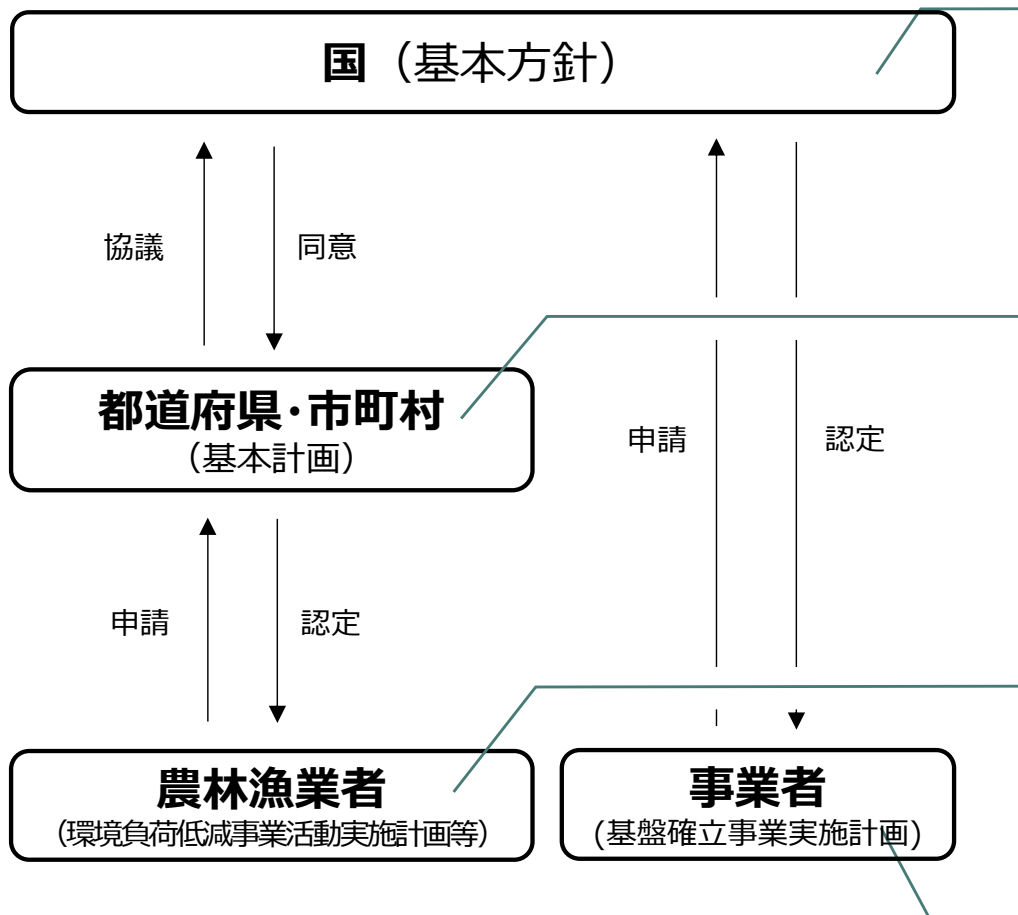 国（基本方針）
協議
同意
都道府県・市町村
（基本計画）
申請
認定
申請
認定
農林漁業者
（環境負荷低減事業活動実施計画等）
事業者
（基盤確立事業実施計画）